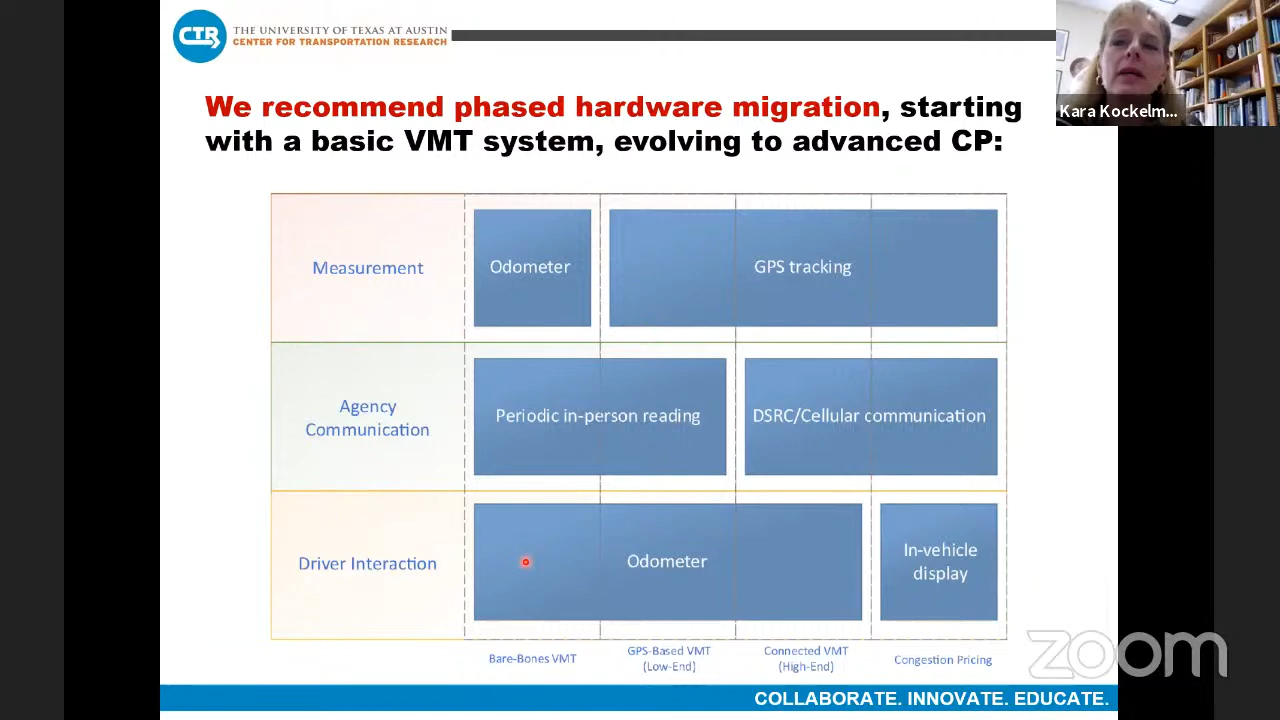 CTR
THE UNIVERSITY OF TEXAS AT AUSTIN
CENTER FOR TRANSPORTATION RESEARCH
Kara Kockelm...
We recommend phased hardware migration, starting
with a basic VMT system, evolving to advanced CP:
Measurement
Odometer
GPS tracking
Agency
Communication
Periodic in-person reading
DSRC/Cellular communication
Driver Interaction
Odometer
In-vehicle
display
Bare-Bones VMT
GPS-Based VMT
(Low-End)
Connected VMT
(High-End)
Congestion Pricing
zoom
COLLABORATE. INNOVATE. EDUCATE.